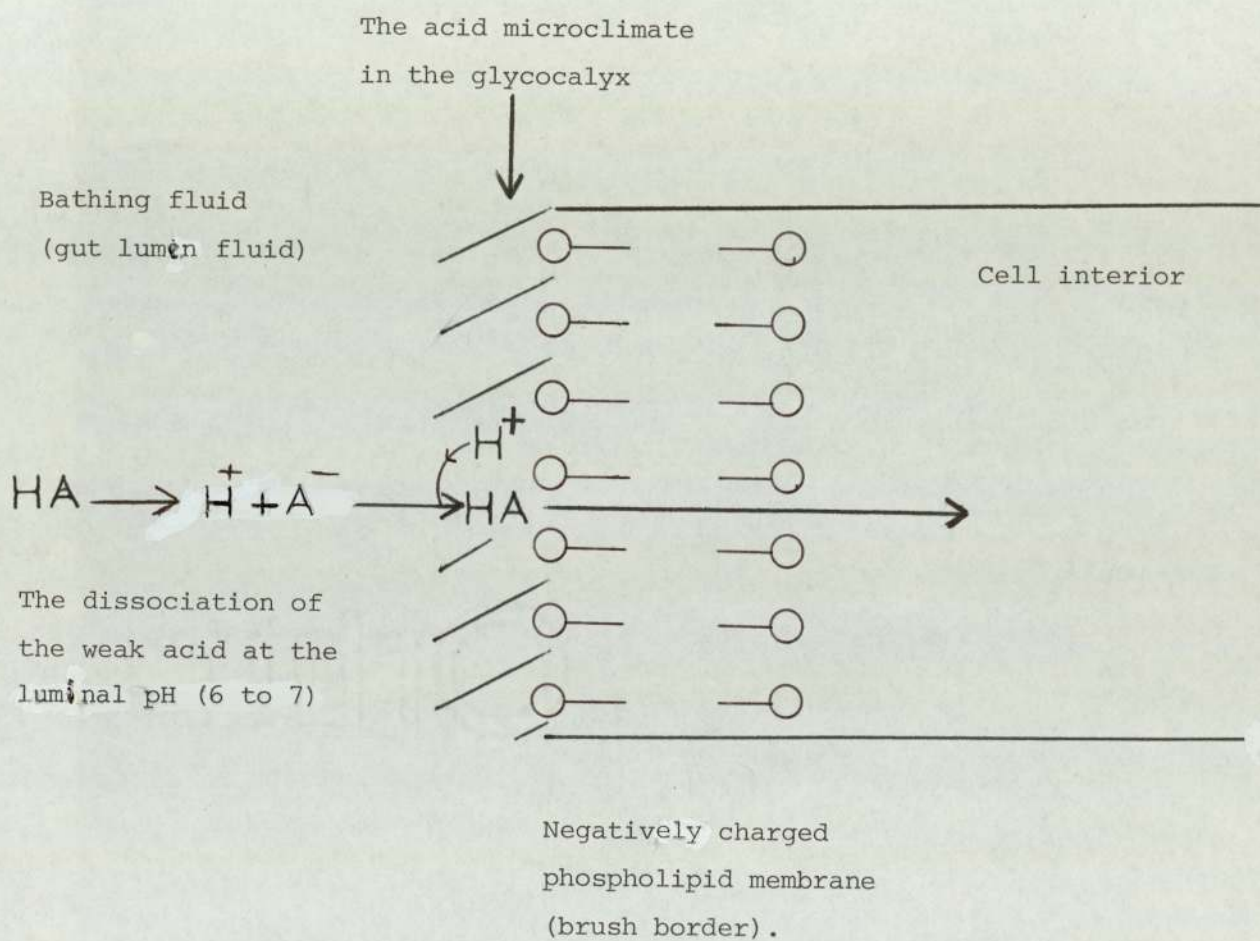 The acid microclimate
in the glycocalyx
Bathing fluid
(gut lumen fluid)
Cell interior
H⁺
HA → H⁺ + A⁻ → HA →
The dissociation of
the weak acid at the
luminal pH (6 to 7)
Negatively charged
phospholipid membrane
(brush border).